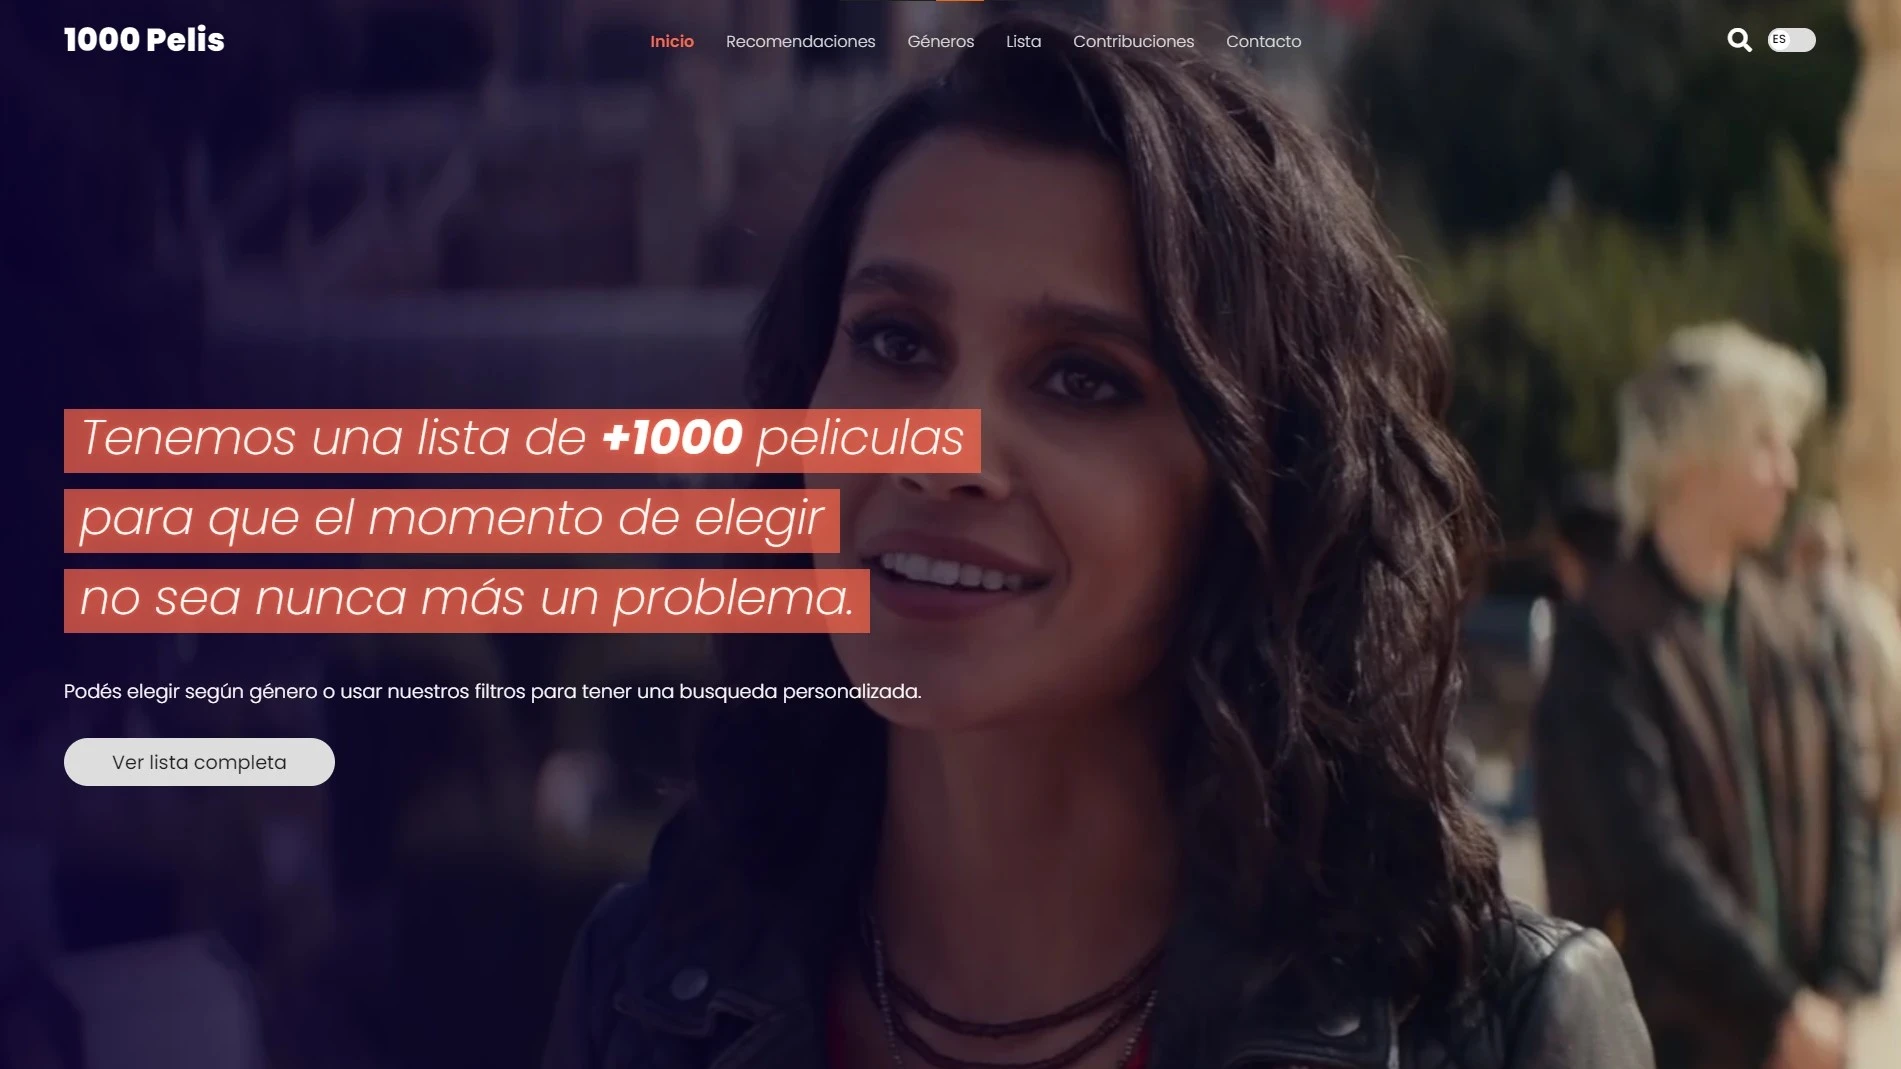 1000 Pelis
Inicio Recomendaciones Géneros Lista Contribuciones Contacto
ES
Tenemos una lista de +1000 peliculas
para que el momento de elegir
no sea nunca más un problema.
Podés elegir según género o usar nuestros filtros para tener una busqueda personalizada.
Ver lista completa